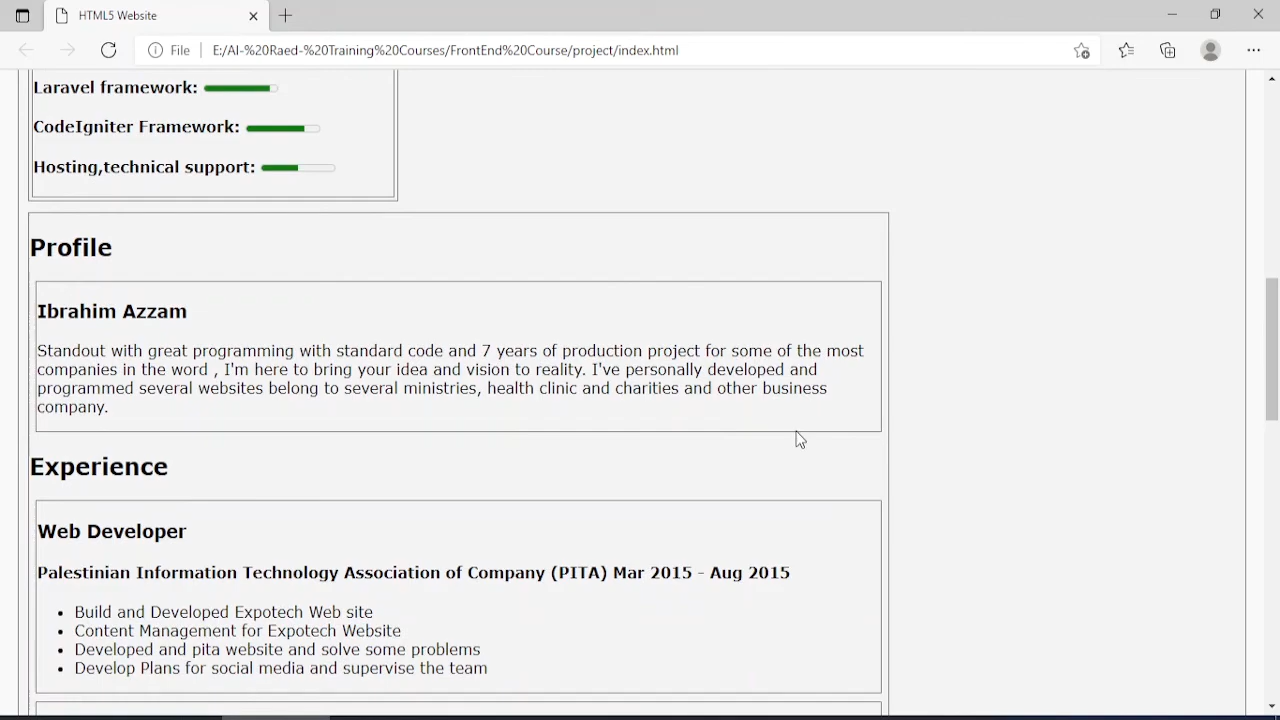 HTML5 Website
File E:/AI-%20Raed-%20Training%20Courses/FrontEnd%20Course/project/index.html
Laravel framework:
CodeIgniter Framework:
Hosting,technical support:
Profile
Ibrahim Azzam
Standout with great programming with standard code and 7 years of production project for some of the most
companies in the word , I'm here to bring your idea and vision to reality. I've personally developed and
programmed several websites belong to several ministries, health clinic and charities and other business
company.
Experience
Web Developer
Palestinian Information Technology Association of Company (PITA) Mar 2015 - Aug 2015
• Build and Developed Expotech Web site
• Content Management for Expotech Website
• Developed and pita website and solve some problems
• Develop Plans for social media and supervise the team